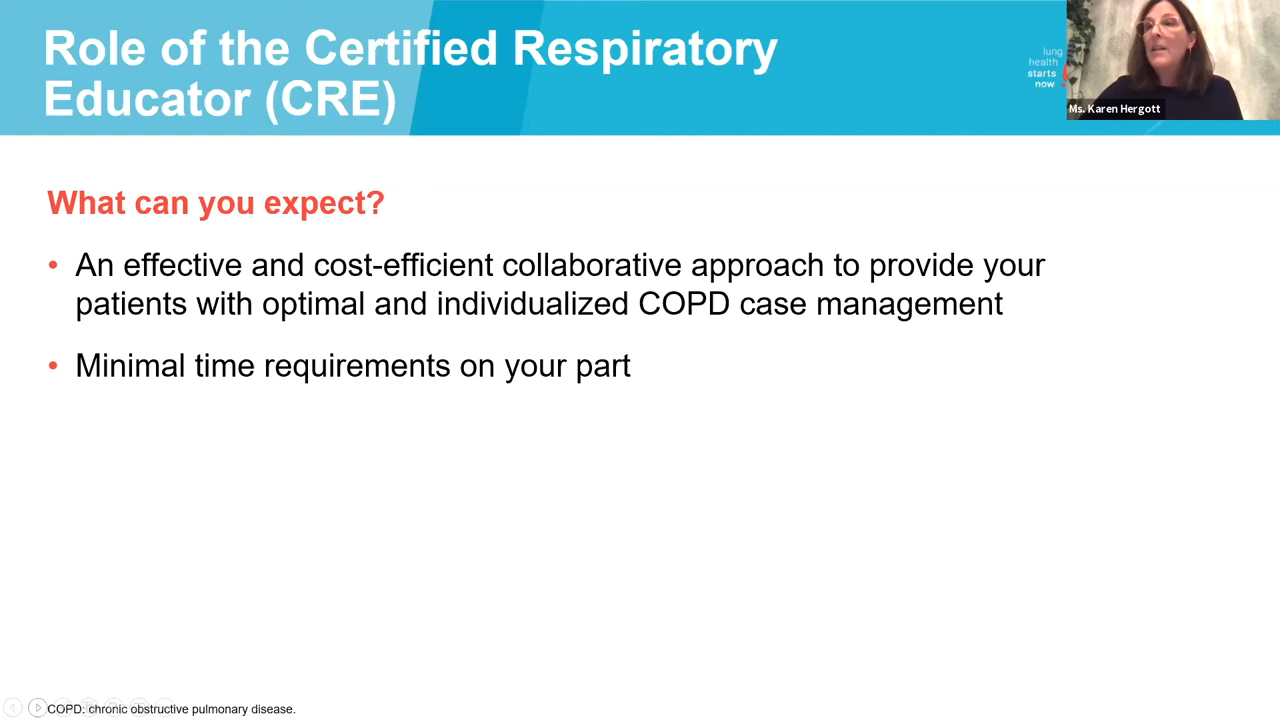 Role of the Certified Respiratory
Educator (CRE)
lung
health
starts
now
Ms. Karen Hergott
What can you expect?
• An effective and cost-efficient collaborative approach to provide your
patients with optimal and individualized COPD case management
• Minimal time requirements on your part
COPD: chronic obstructive pulmonary disease.